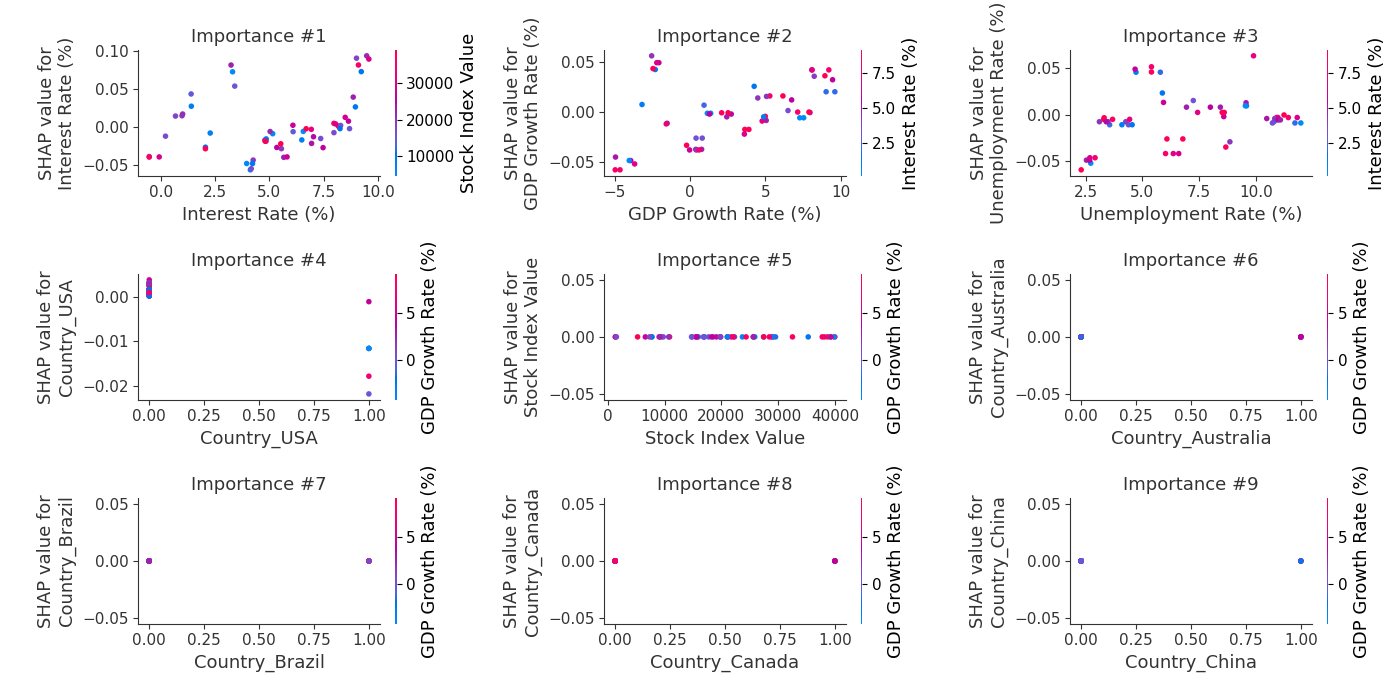 Importance #1
SHAP value for
Interest Rate (%)
0.10
0.05
0.00
−0.05
0.0
2.5
5.0
7.5
10.0
Interest Rate (%)
30000
20000
10000
Stock Index Value
Importance #2
SHAP value for
GDP Growth Rate (%)
0.05
0.00
−0.05
−5
0
5
10
GDP Growth Rate (%)
7.5
5.0
2.5
Interest Rate (%)
Importance #3
SHAP value for
Unemployment Rate (%)
0.05
0.00
−0.05
2.5
5.0
7.5
10.0
Unemployment Rate (%)
7.5
5.0
2.5
Interest Rate (%)
Importance #4
SHAP value for
Country_USA
0.00
−0.01
−0.02
0.00
0.25
0.50
0.75
1.00
Country_USA
5
0
GDP Growth Rate (%)
Importance #5
SHAP value for
Stock Index Value
0.05
0.00
−0.05
0
10000
20000
30000
40000
Stock Index Value
5
0
GDP Growth Rate (%)
Importance #6
SHAP value for
Country_Australia
0.05
0.00
−0.05
0.00
0.25
0.50
0.75
1.00
Country_Australia
5
0
GDP Growth Rate (%)
Importance #7
SHAP value for
Country_Brazil
0.05
0.00
−0.05
0.00
0.25
0.50
0.75
1.00
Country_Brazil
5
0
GDP Growth Rate (%)
Importance #8
SHAP value for
Country_Canada
0.05
0.00
−0.05
0.00
0.25
0.50
0.75
1.00
Country_Canada
5
0
GDP Growth Rate (%)
Importance #9
SHAP value for
Country_China
0.05
0.00
−0.05
0.00
0.25
0.50
0.75
1.00
Country_China
5
0
GDP Growth Rate (%)